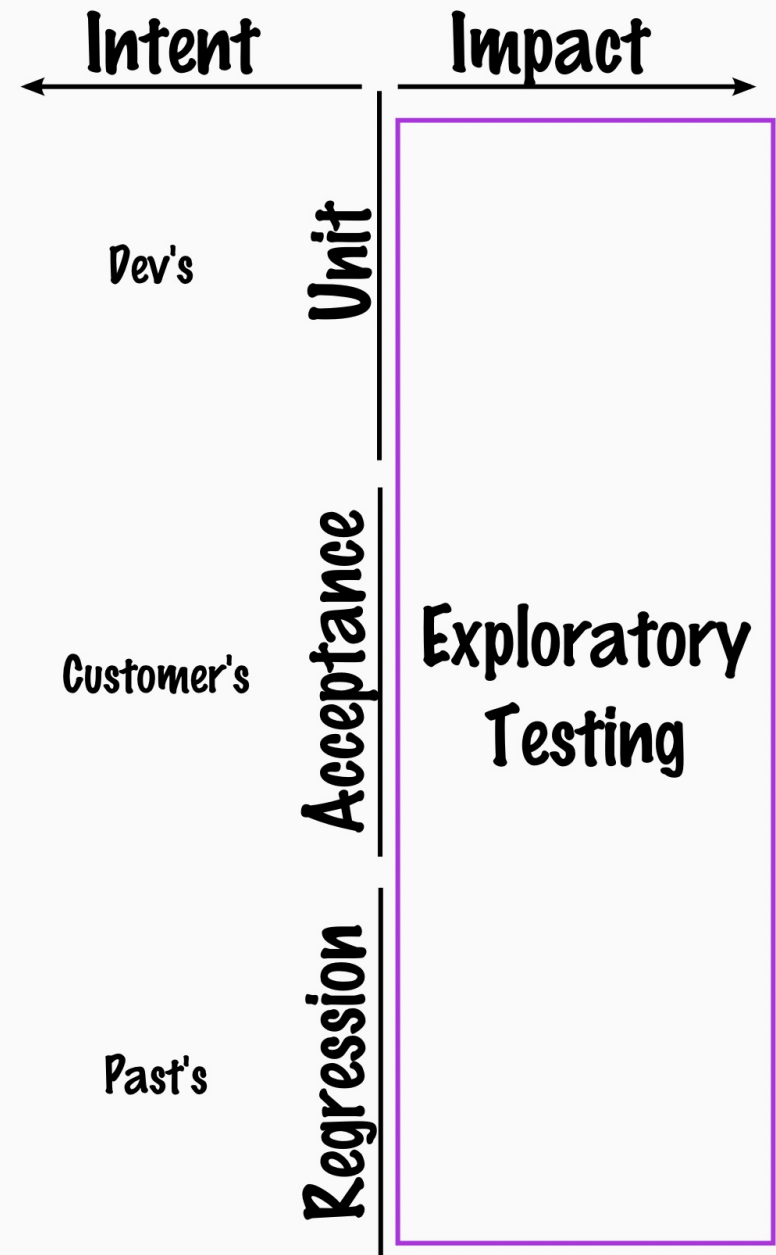 Intent
Impact
Dev's
Unit
Customer's
Acceptance
Exploratory
Testing
Past's
Regression